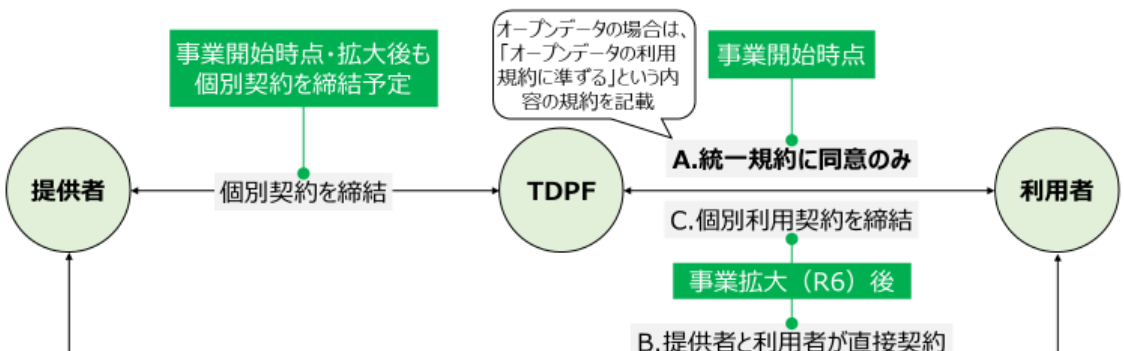 オープンデータの場合は、
「オープンデータの利用
規約に準ずる」という内
容の規約を記載
事業開始時点・拡大後も
個別契約を締結予定
事業開始時点
A.統一規約に同意のみ
提供者
個別契約を締結
TDPF
利用者
C.個別利用契約を締結
事業拡大（R6）後
B.提供者と利用者が直接契約